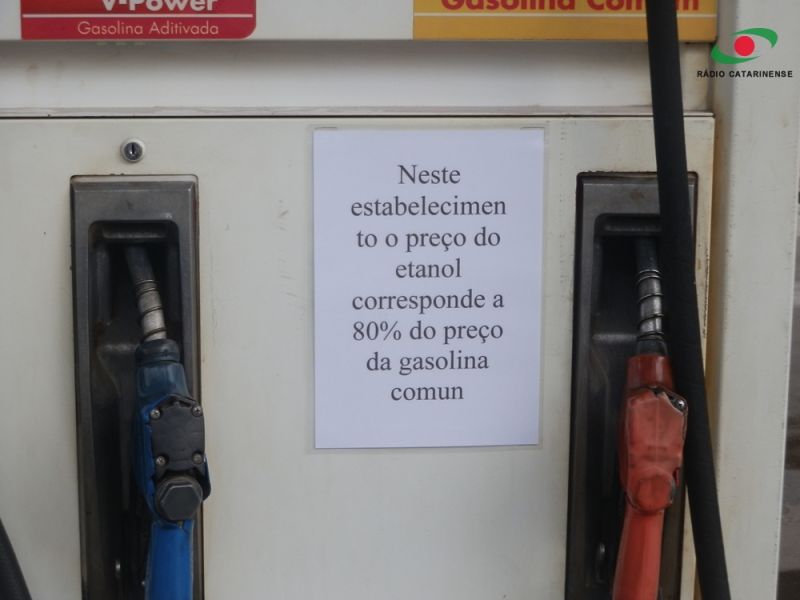 V-Power
Gasolina Aditivada
Gasolina Comum
RÁDIO CATARINENSE
Neste
estabelecimen
to o preço do
etanol
corresponde a
80% do preço
da gasolina
comun